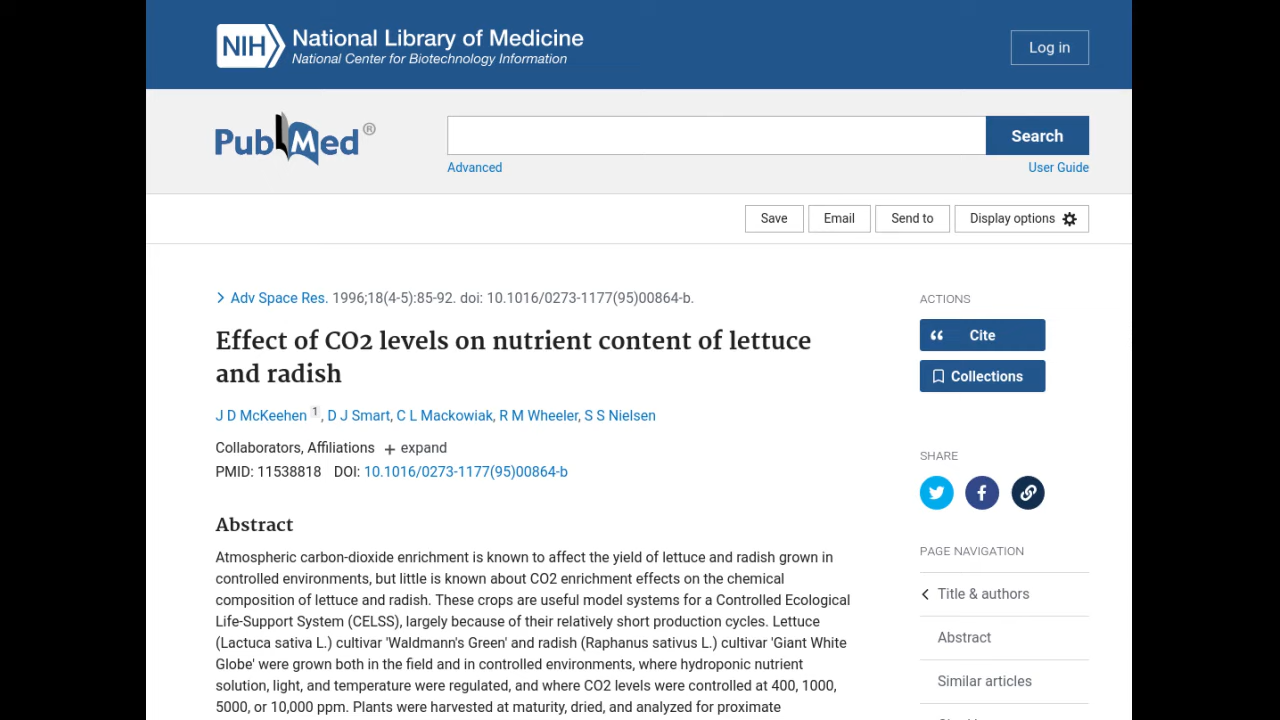 NIH National Library of Medicine
National Center for Biotechnology Information
Log in
PubMed®
Search
Advanced
User Guide
Save
Email
Send to
Display options
> Adv Space Res. 1996;18(4-5):85-92. doi: 10.1016/0273-1177(95)00864-b.
Effect of CO2 levels on nutrient content of lettuce
and radish
J D McKeehen 1, D J Smart, C L Mackowiak, R M Wheeler, S S Nielsen
Collaborators, Affiliations + expand
PMID: 11538818 DOI: 10.1016/0273-1177(95)00864-b
Abstract
Atmospheric carbon-dioxide enrichment is known to affect the yield of lettuce and radish grown in
controlled environments, but little is known about CO2 enrichment effects on the chemical
composition of lettuce and radish. These crops are useful model systems for a Controlled Ecological
Life-Support System (CELSS), largely because of their relatively short production cycles. Lettuce
(Lactuca sativa L.) cultivar 'Waldmann's Green' and radish (Raphanus sativus L.) cultivar 'Giant White
Globe' were grown both in the field and in controlled environments, where hydroponic nutrient
solution, light, and temperature were regulated, and where CO2 levels were controlled at 400, 1000,
5000, or 10,000 ppm. Plants were harvested at maturity, dried, and analyzed for proximate
ACTIONS
Cite
Collections
SHARE
PAGE NAVIGATION
Title & authors
Abstract
Similar articles